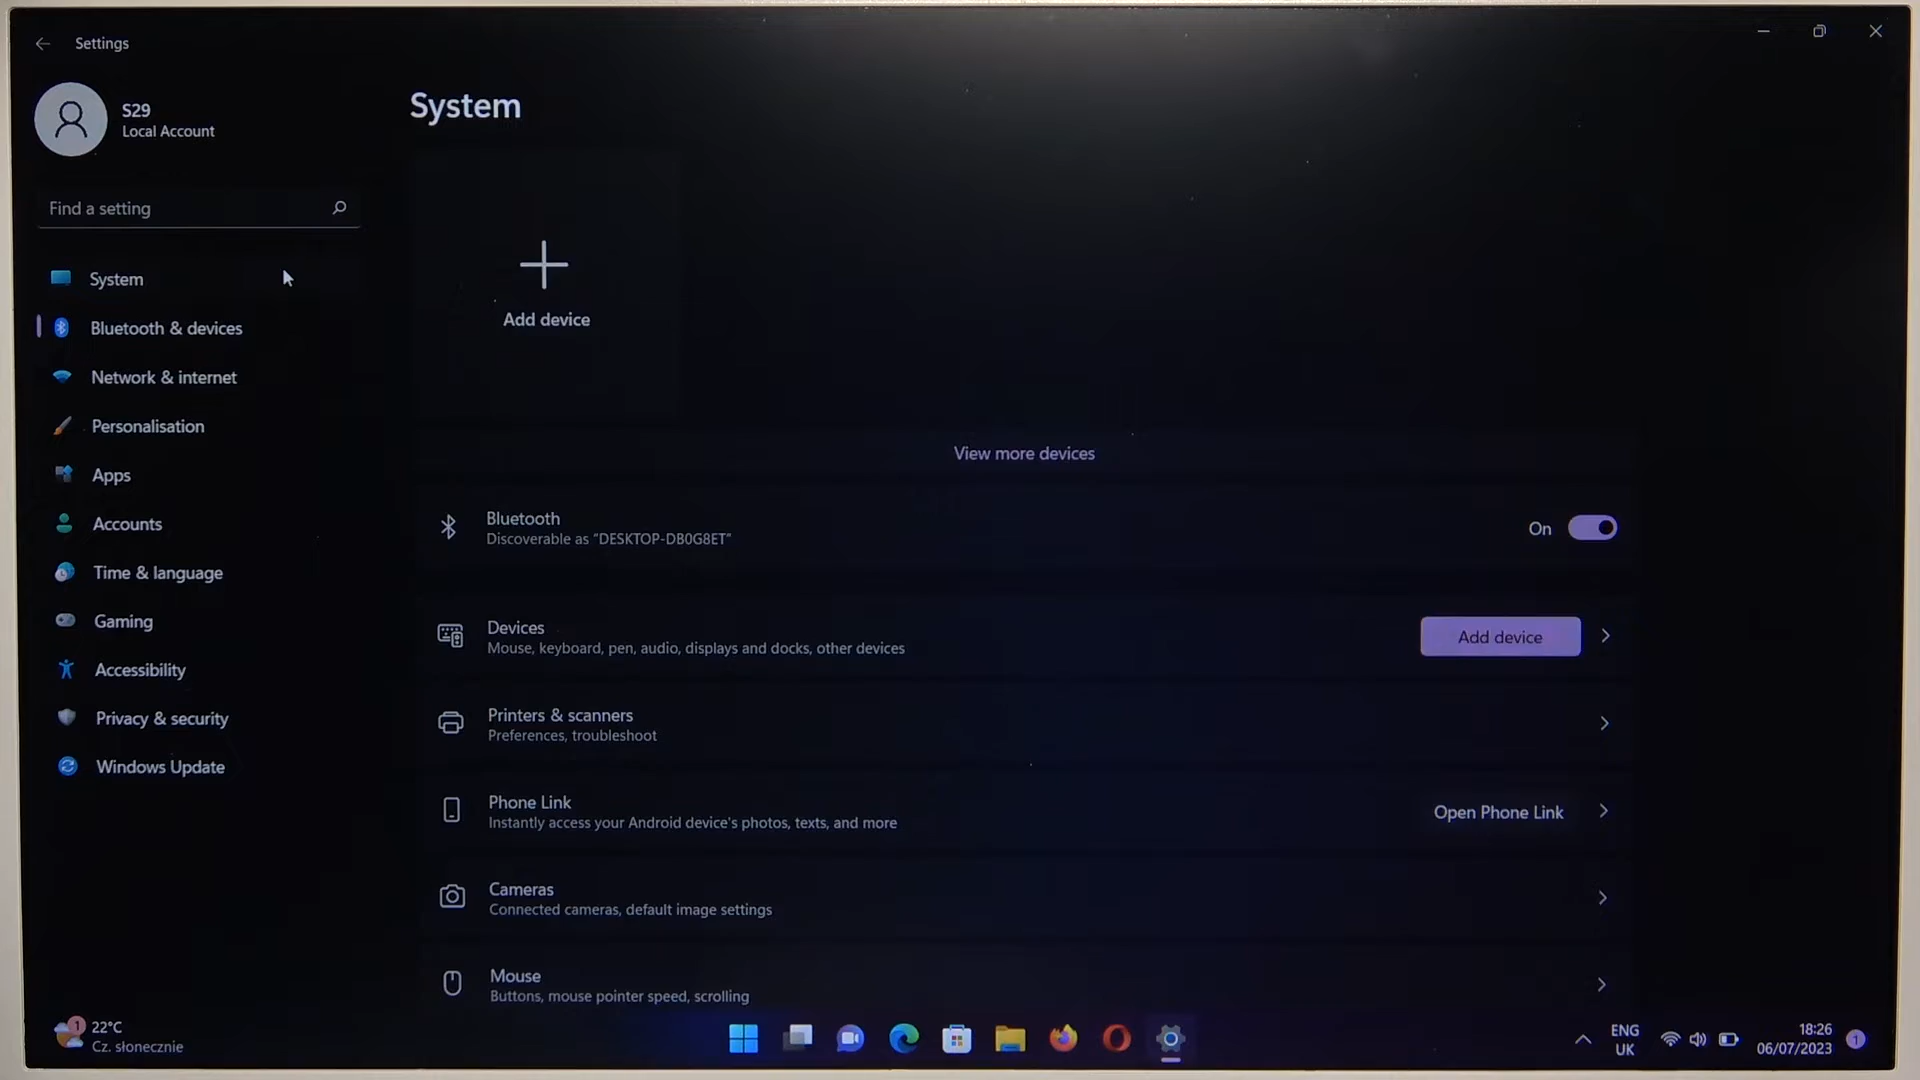 Settings
S29
Local Account
Find a setting
System
Bluetooth & devices
Network & internet
Personalisation
Apps
Accounts
Time & language
Gaming
Accessibility
Privacy & security
Windows Update
System
Add device
View more devices
Bluetooth
Discoverable as "DESKTOP-DB0G8ET"
On
Devices
Mouse, keyboard, pen, audio, displays and docks, other devices
Add device
Printers & scanners
Preferences, troubleshoot
Phone Link
Instantly access your Android device's photos, texts, and more
Open Phone Link
Cameras
Connected cameras, default image settings
Mouse
Buttons, mouse pointer speed, scrolling
1
22°C
Cz. słonecznie
ENG
UK
18:26
06/07/2023
1